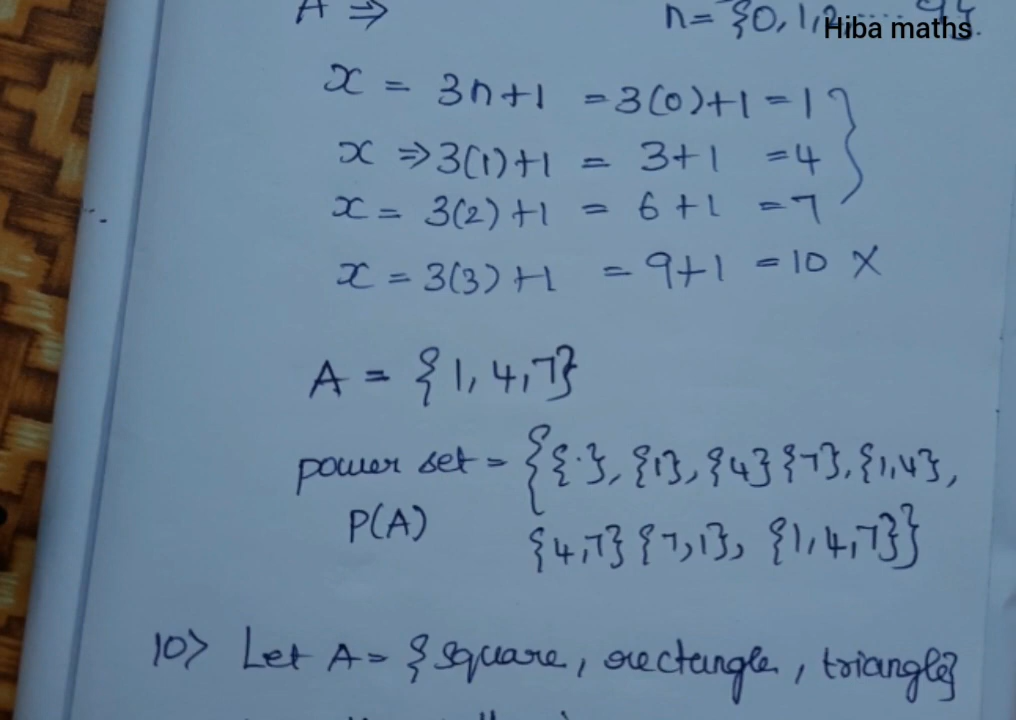 A ⇒ n= {0, 1, 2, .... 9}.
Hiba maths
x = 3n+1 =3(0)+1 =1 }
x ⇒3(1)+1 = 3+1 =4
x = 3(2)+1 = 6+1 =7
x = 3(3)+1 =9+1 =10 ×
A = {1, 4, 7}
power set = {{·}, {1}, {4} {7}, {1,4},
P(A) {4,7} {7,1}, {1,4,7}}
10> Let A= {square, rectangle, triangle}